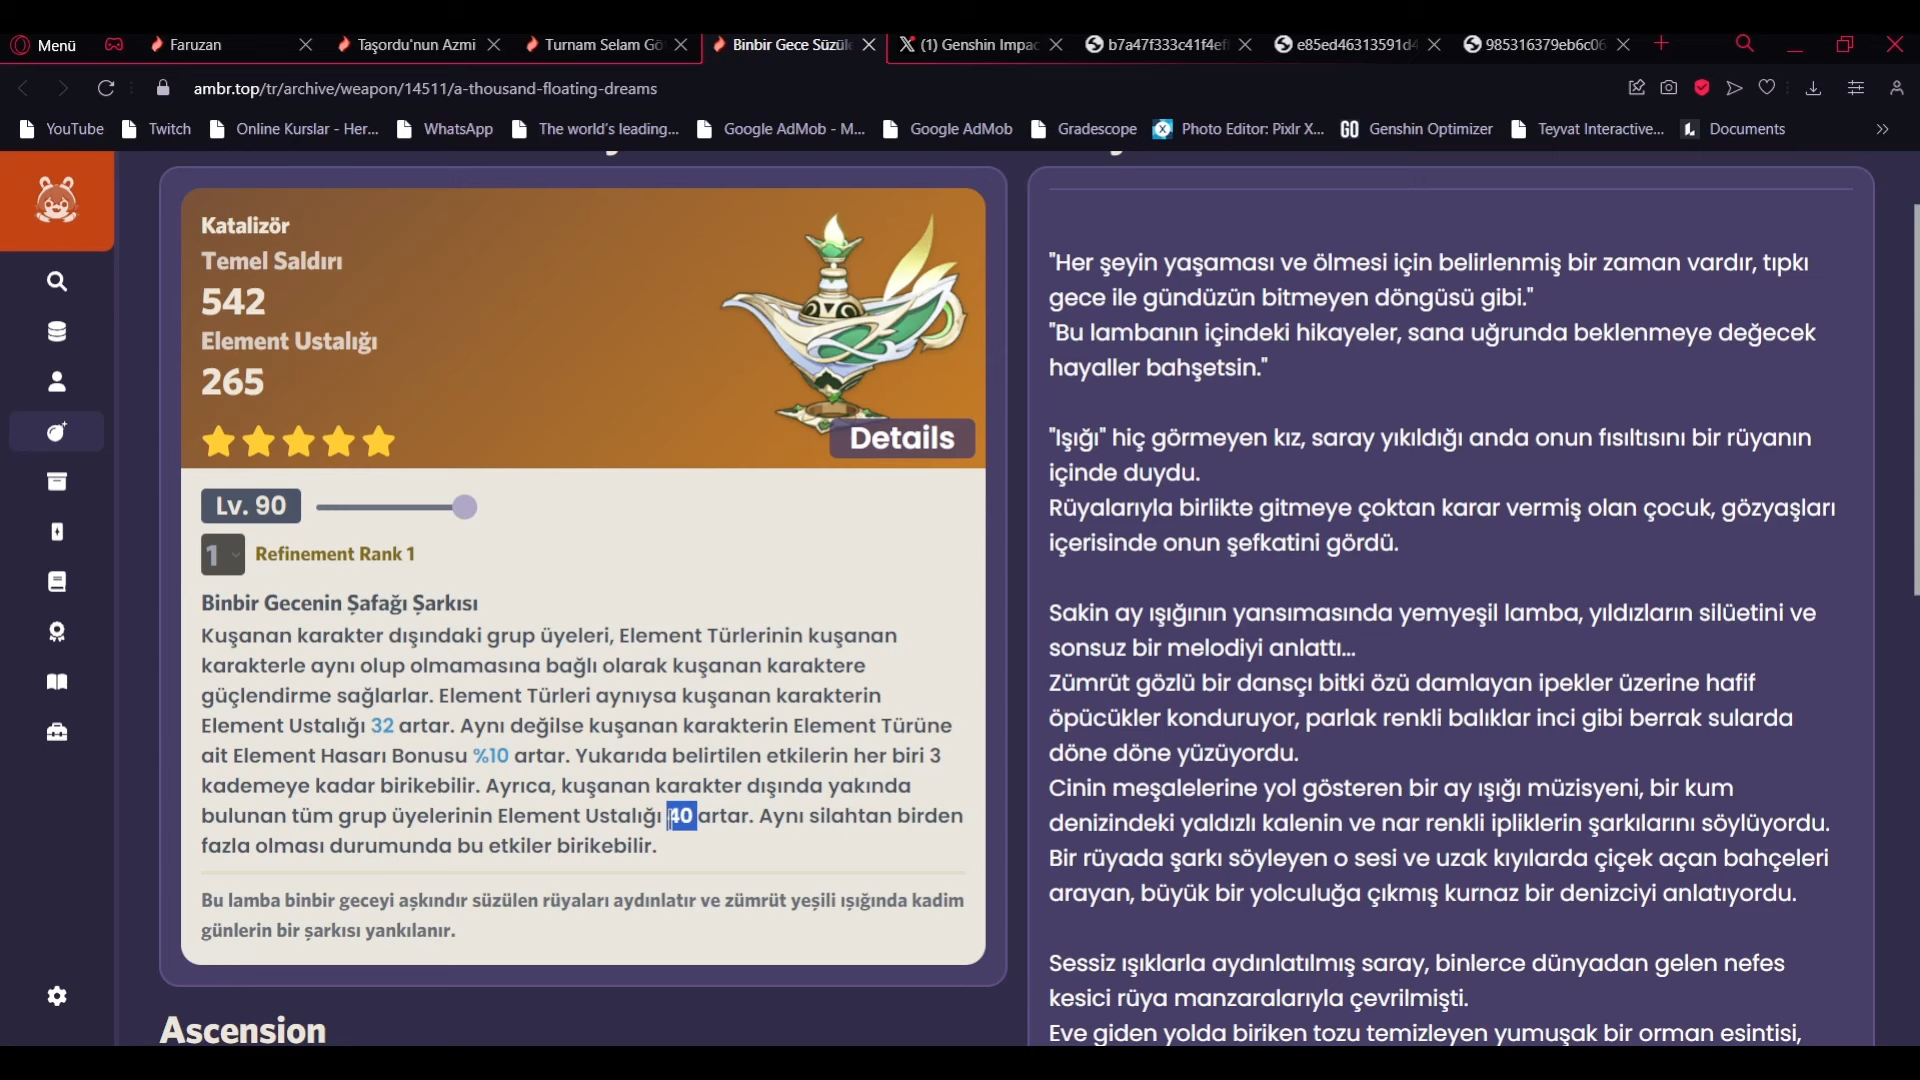 Menü
Faruzan
Taşordu'nun Azmi
Turnam Selam Gö
Binbir Gece Süzül
(1) Genshin Impac
b7a47f333c41f4ef
e85ed46313591d4
985316379eb6c06
ambr.top/tr/archive/weapon/14511/a-thousand-floating-dreams
YouTube
Twitch
Online Kurslar - Her...
WhatsApp
The world's leading...
Google AdMob - M...
Google AdMob
Gradescope
Photo Editor: Pixlr X...
GO
Genshin Optimizer
Teyvat Interactive...
Documents
Katalizör
Temel Saldırı
542
Element Ustalığı
265
Details
Lv. 90
1
Refinement Rank 1
Binbir Gecenin Şafağı Şarkısı
Kuşanan karakter dışındaki grup üyeleri, Element Türlerinin kuşanan
karakterle aynı olup olmamasına bağlı olarak kuşanan karaktere
güçlendirme sağlarlar. Element Türleri aynıysa kuşanan karakterin
Element Ustalığı 32 artar. Aynı değilse kuşanan karakterin Element Türüne
ait Element Hasarı Bonusu %10 artar. Yukarıda belirtilen etkilerin her biri 3
kademeye kadar birikebilir. Ayrıca, kuşanan karakter dışında yakında
bulunan tüm grup üyelerinin Element Ustalığı 40 artar. Aynı silahtan birden
fazla olması durumunda bu etkiler birikebilir.
Bu lamba binbir geceyi aşkındır süzülen rüyaları aydınlatır ve zümrüt yeşili ışığında kadim
günlerin bir şarkısı yankılanır.
Ascension
"Her şeyin yaşaması ve ölmesi için belirlenmiş bir zaman vardır, tıpkı
gece ile gündüzün bitmeyen döngüsü gibi."
"Bu lambanın içindeki hikayeler, sana uğrunda beklenmeye değecek
hayaller bahşetsin."
"Işığı" hiç görmeyen kız, saray yıkıldığı anda onun fısıltısını bir rüyanın
içinde duydu.
Rüyalarıyla birlikte gitmeye çoktan karar vermiş olan çocuk, gözyaşları
içerisinde onun şefkatini gördü.
Sakin ay ışığının yansımasında yemyeşil lamba, yıldızların silüetini ve
sonsuz bir melodiyi anlattı...
Zümrüt gözlü bir dansçı bitki özü damlayan ipekler üzerine hafif
öpücükler konduruyor, parlak renkli balıklar inci gibi berrak sularda
döne döne yüzüyordu.
Cinin meşalelerine yol gösteren bir ay ışığı müzisyeni, bir kum
denizindeki yaldızlı kalenin ve nar renkli ipliklerin şarkılarını söylüyordu.
Bir rüyada şarkı söyleyen o sesi ve uzak kıyılarda çiçek açan bahçeleri
arayan, büyük bir yolculuğa çıkmış kurnaz bir denizciyi anlatıyordu.
Sessiz ışıklarla aydınlatılmış saray, binlerce dünyadan gelen nefes
kesici rüya manzaralarıyla çevrilmişti.
Eve giden yolda biriken tozu temizleyen yumuşak bir orman esintisi,